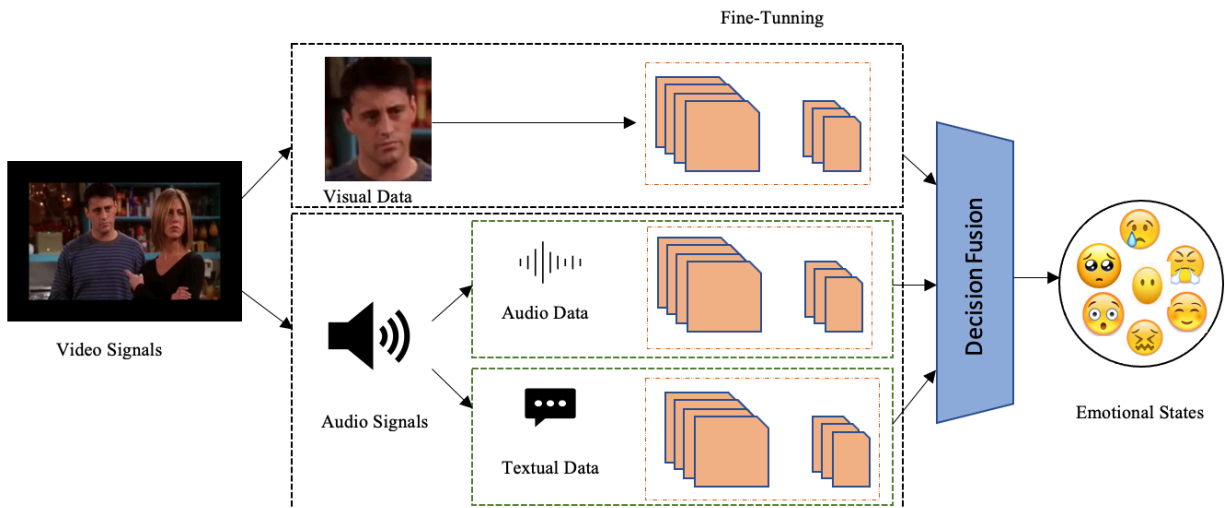 Fine-Tunning
Visual Data
Video Signals
Audio Signals
Audio Data
Textual Data
Decision Fusion
Emotional States